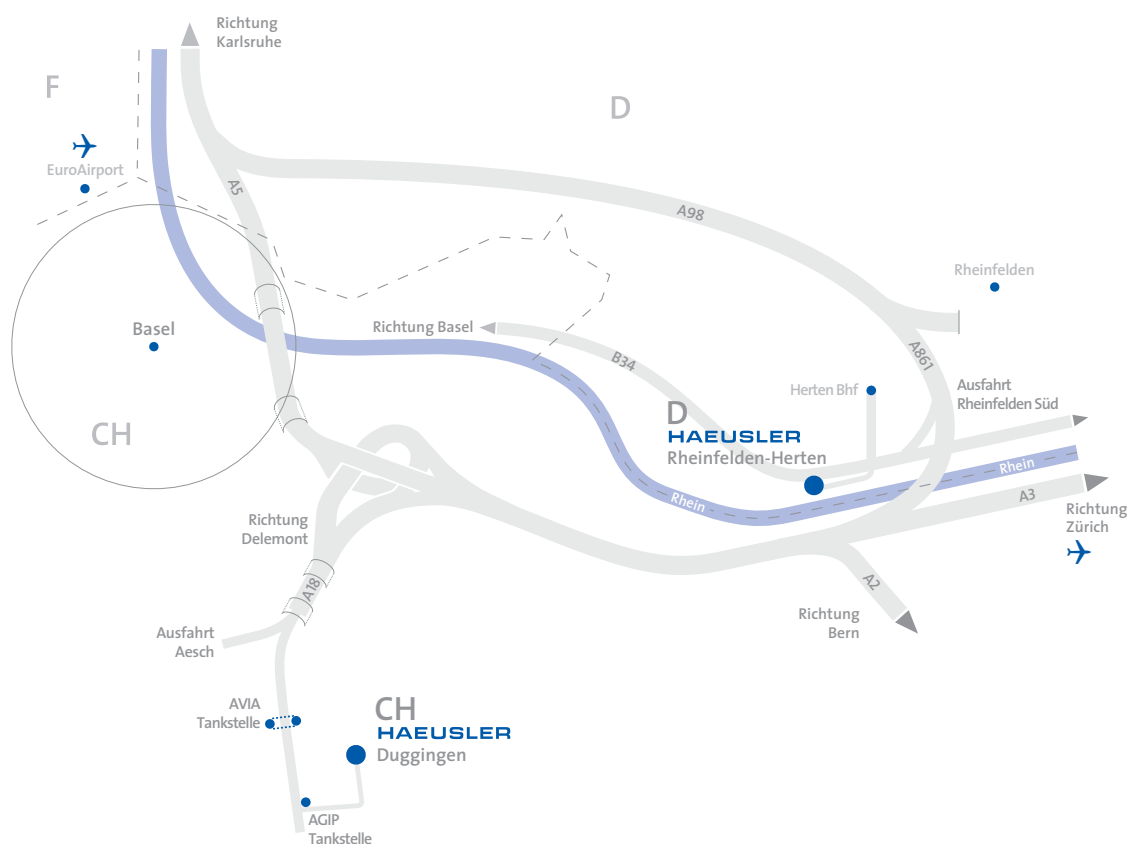 Richtung
Karlsruhe
F
D
EuroAirport
A5
A98
Rheinfelden
Basel
Richtung Basel
B34
A861
CH
Herten Bhf
Ausfahrt
Rheinfelden Süd
D
HAEUSLER
Rheinfelden-Herten
Rhein
Rhein
A3
Richtung
Zürich
Richtung
Delemont
A18
A2
Richtung
Bern
Ausfahrt
Aesch
AVIA
Tankstelle
CH
HAEUSLER
Duggingen
AGIP
Tankstelle